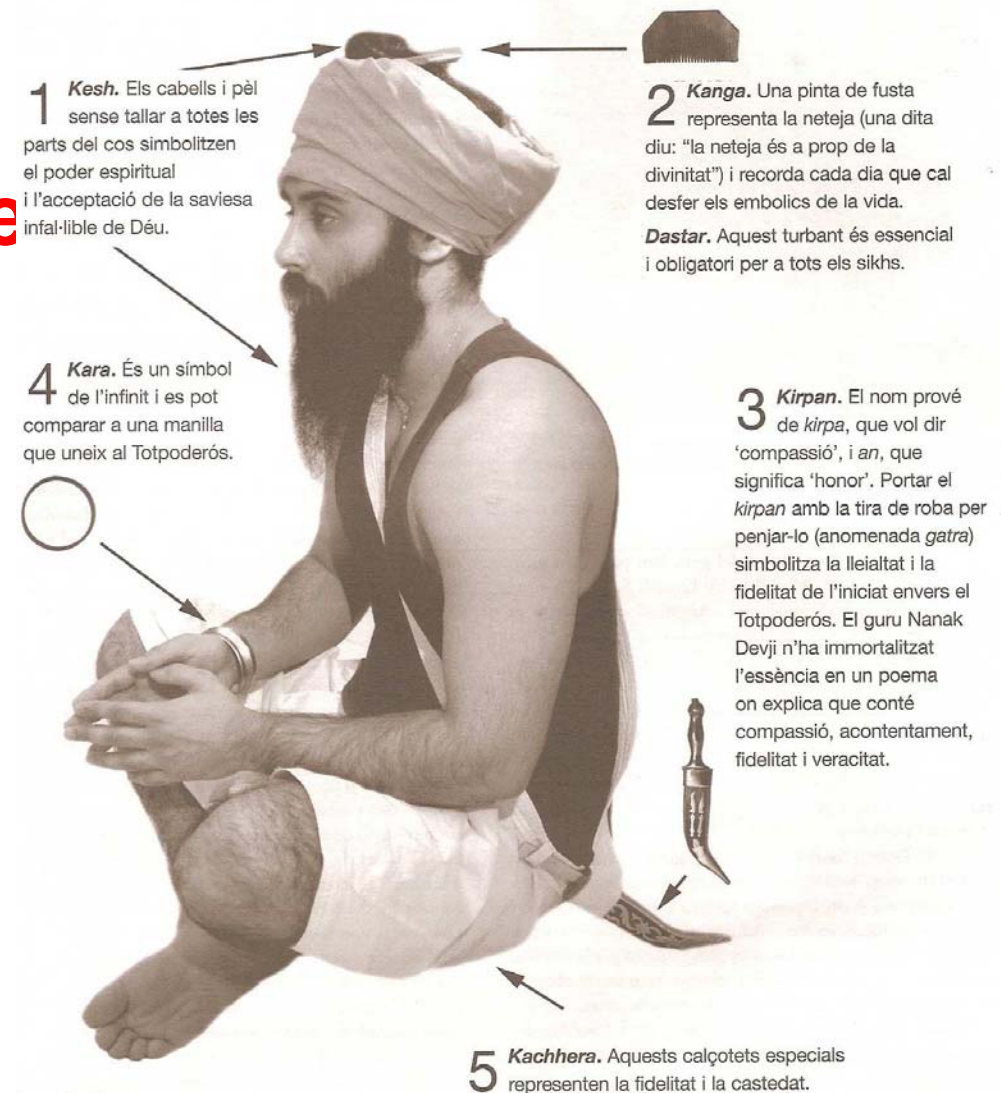 1 Kesh. Els cabells i pèl
sense tallar a totes les
parts del cos simbolitzen
el poder espiritual
i l'acceptació de la saviesa
infal·lible de Déu.
e
2 Kanga. Una pinta de fusta
representa la neteja (una dita
diu: “la neteja és a prop de la
divinitat”) i recorda cada dia que cal
desfer els embolics de la vida.
Dastar. Aquest turbant és essencial
i obligatori per a tots els sikhs.
4 Kara. És un símbol
de l'infinit i es pot
comparar a una manilla
que uneix al Totpoderós.
3 Kirpan. El nom prové
de kirpa, que vol dir
‘compassió’, i an, que
significa ‘honor’. Portar el
kirpan amb la tira de roba per
penjar-lo (anomenada gatra)
simbolitza la lleialtat i la
fidelitat de l'iniciat envers el
Totpoderós. El guru Nanak
Devji n'ha immortalitzat
l'essència en un poema
on explica que conté
compassió, acontentament,
fidelitat i veracitat.
5 Kachhera. Aquests calçotets especials
representen la fidelitat i la castedat.